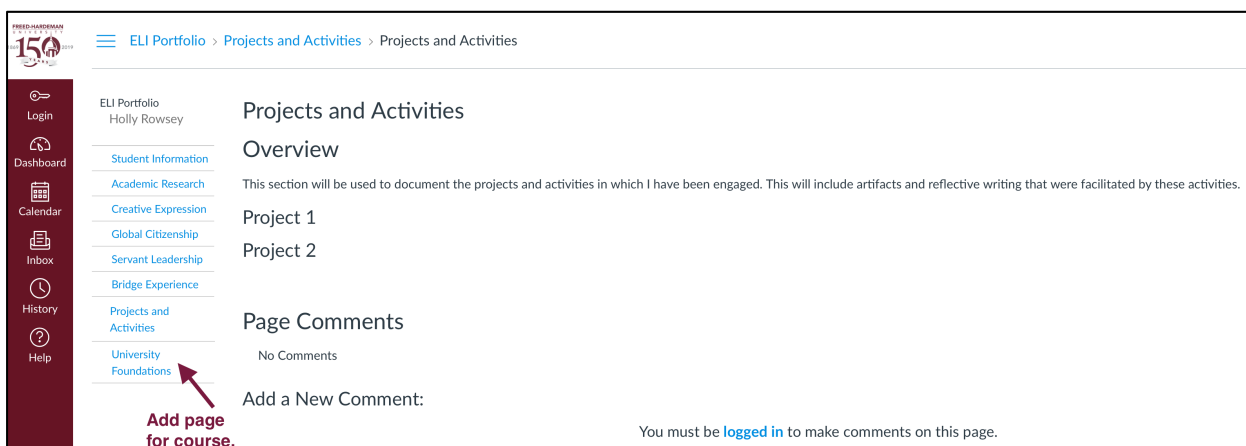 FREED-HARDEMAN
UNIVERSITY
1869 150 2019
YEARS
ELI Portfolio > Projects and Activities > Projects and Activities
Login
Dashboard
Calendar
Inbox
History
Help
ELI Portfolio
Holly Rowsey
Student Information
Academic Research
Creative Expression
Global Citizenship
Servant Leadership
Bridge Experience
Projects and
Activities
University
Foundations
Add page
for course.
Projects and Activities
Overview
This section will be used to document the projects and activities in which I have been engaged. This will include artifacts and reflective writing that were facilitated by these activities.
Project 1
Project 2
Page Comments
No Comments
Add a New Comment:
You must be logged in to make comments on this page.